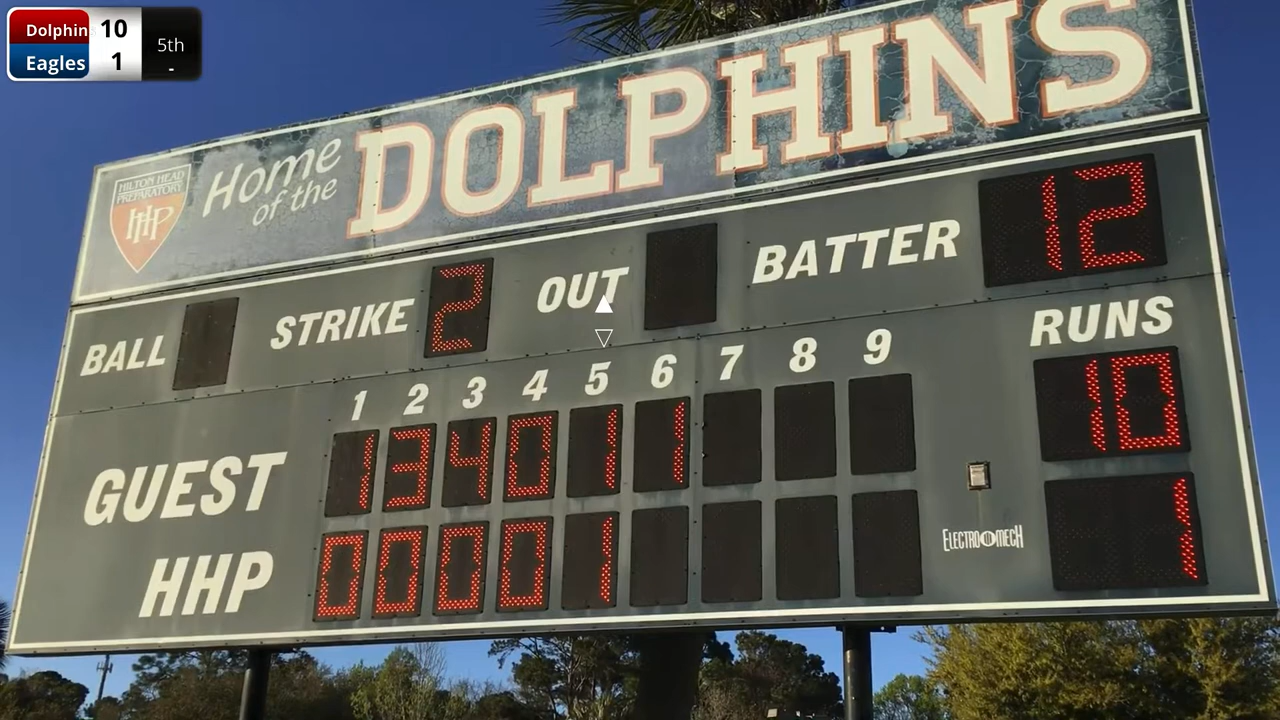 Dolphin 10
Eagles 1
5th
-
HILTON HEAD
PREPARATORY
HHP
Home
of the
DOLPHINS
BALL STRIKE 2 OUT BATTER 12
1 2 3 4 5 6 7 8 9 RUNS
GUEST 1 3 4 0 1 1 10
HHP 0 0 0 0 1 1
ELECTRO MECH